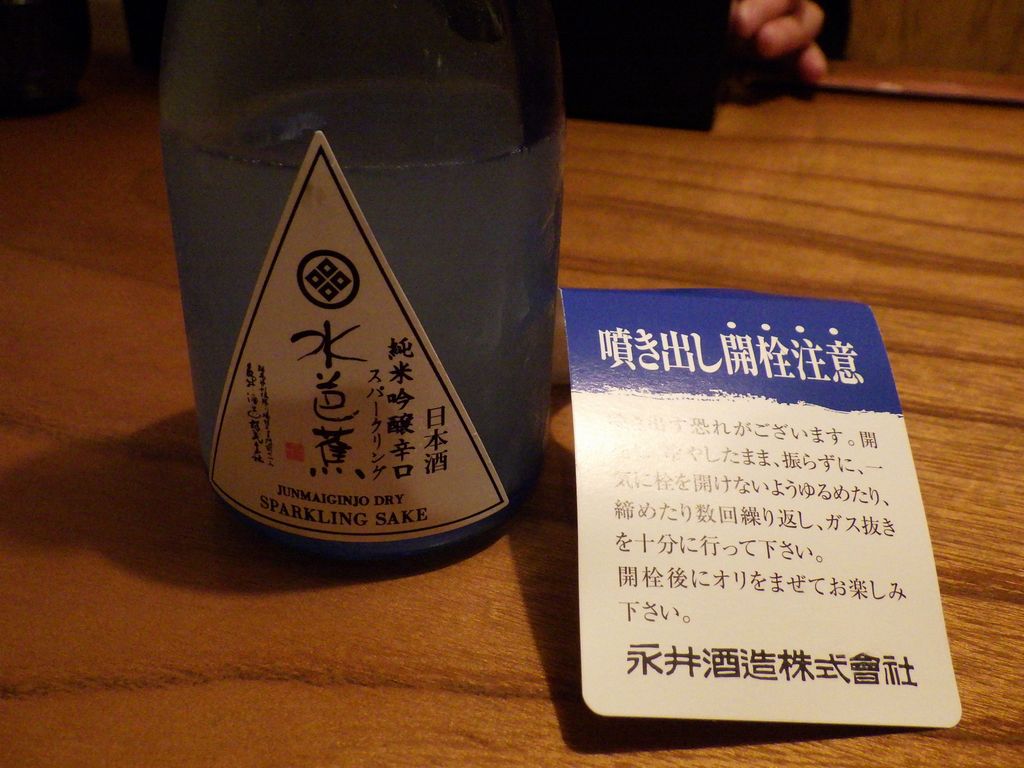 水芭蕉
純米吟醸辛口
スパークリング
日本酒
JUNMAIGINJO DRY
SPARKLING SAKE
噴き出し開栓注意
す恐れがございます。開
やしたまま、振らずに、一
気に栓を開けないようゆるめたり、
締めたり数回繰り返し、ガス抜き
を十分に行って下さい。
開栓後にオリをまぜてお楽しみ
下さい。
永井酒造株式會社